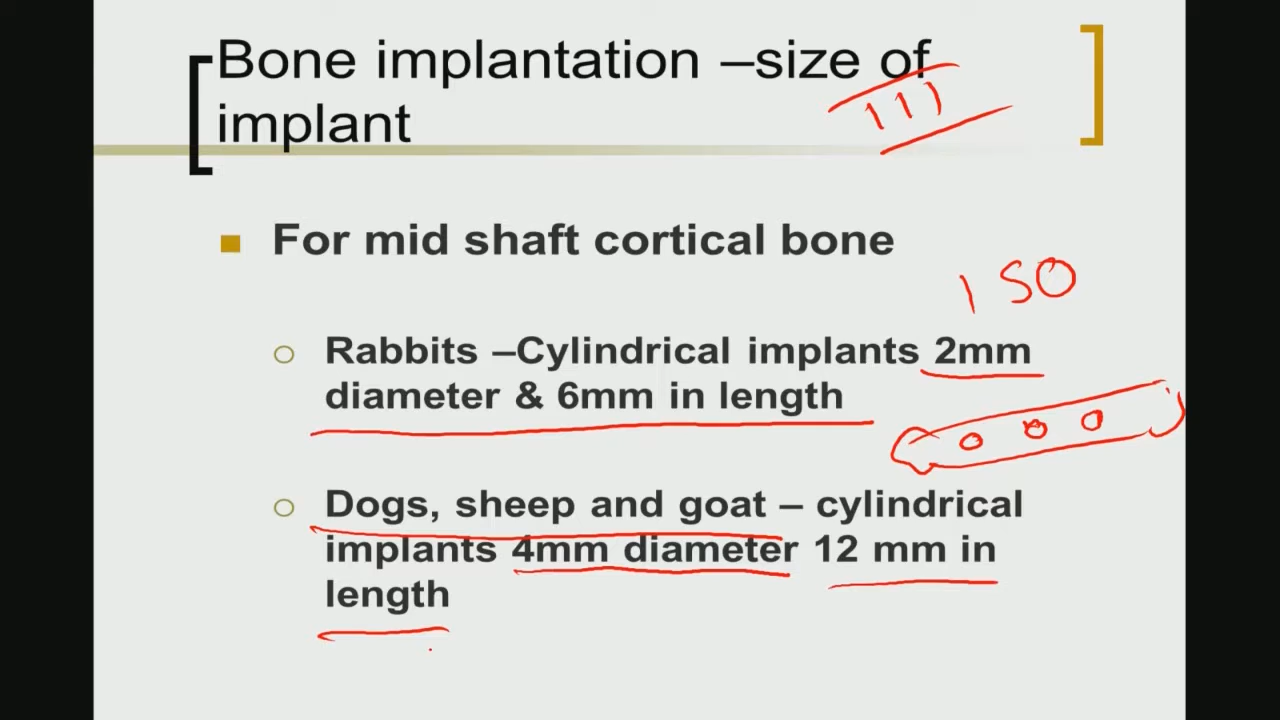 Bone implantation –size of
implant
111
For mid shaft cortical bone
ISO
Rabbits –Cylindrical implants 2mm
diameter & 6mm in length
Dogs, sheep and goat – cylindrical
implants 4mm diameter 12 mm in
length